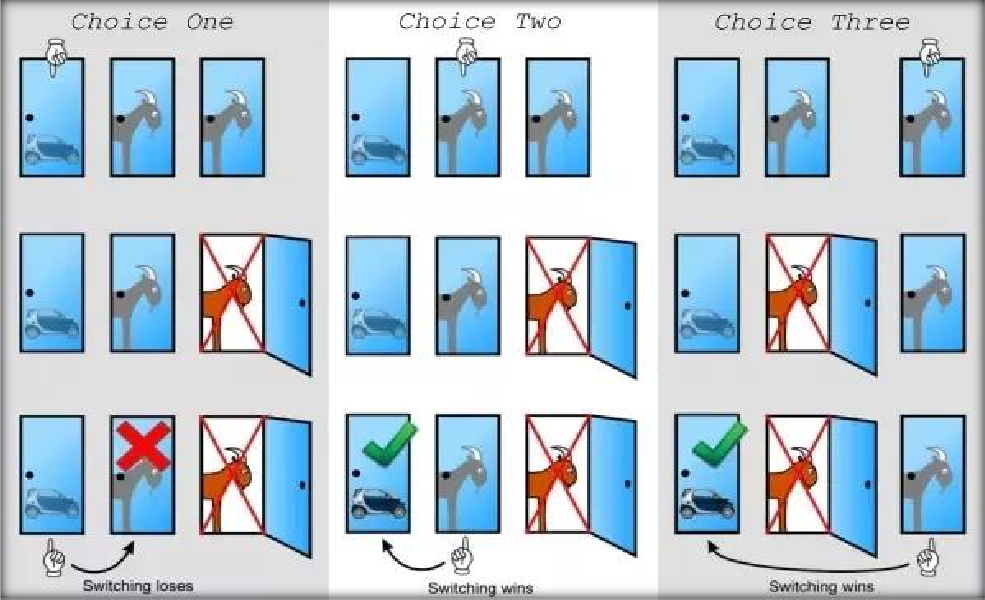 Choice One
Choice Two
Choice Three
Switching loses
Switching wins
Switching wins